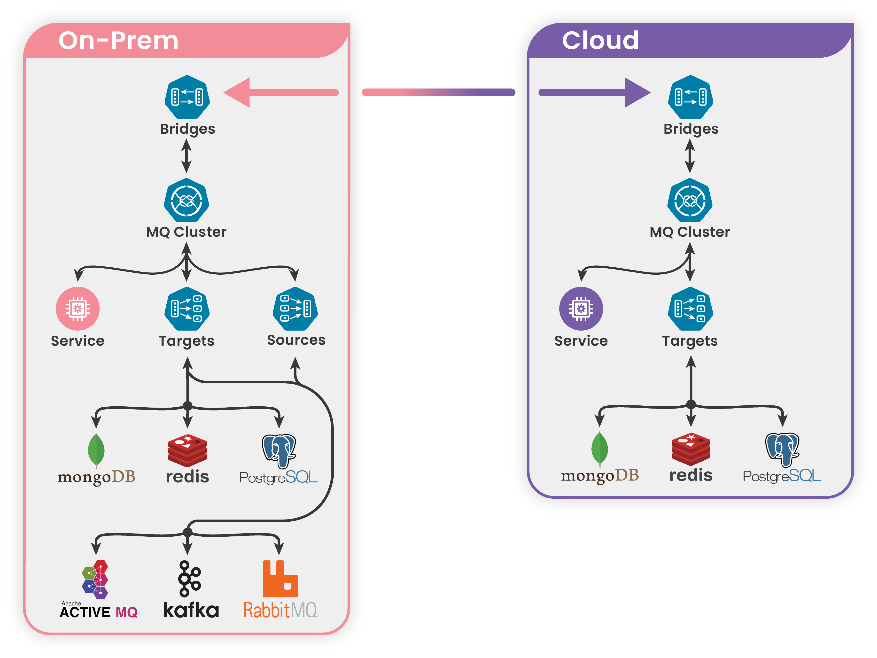 On-Prem
Bridges
MQ Cluster
Service
Targets
Sources
mongoDB
redis
PostgreSQL
Apache
ACTIVE MQ
kafka
RabbitMQ
Cloud
Bridges
MQ Cluster
Service
Targets
mongoDB
redis
PostgreSQL